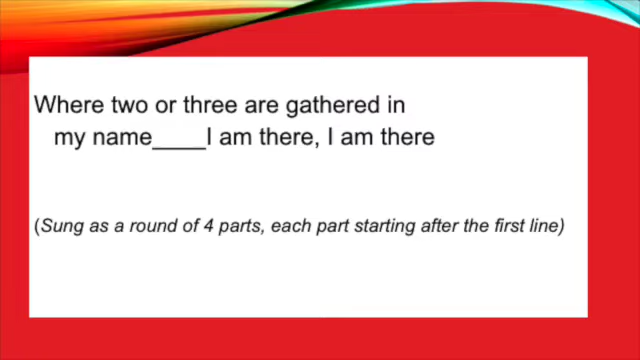 Where two or three are gathered in
my name____I am there, I am there
(Sung as a round of 4 parts, each part starting after the first line)